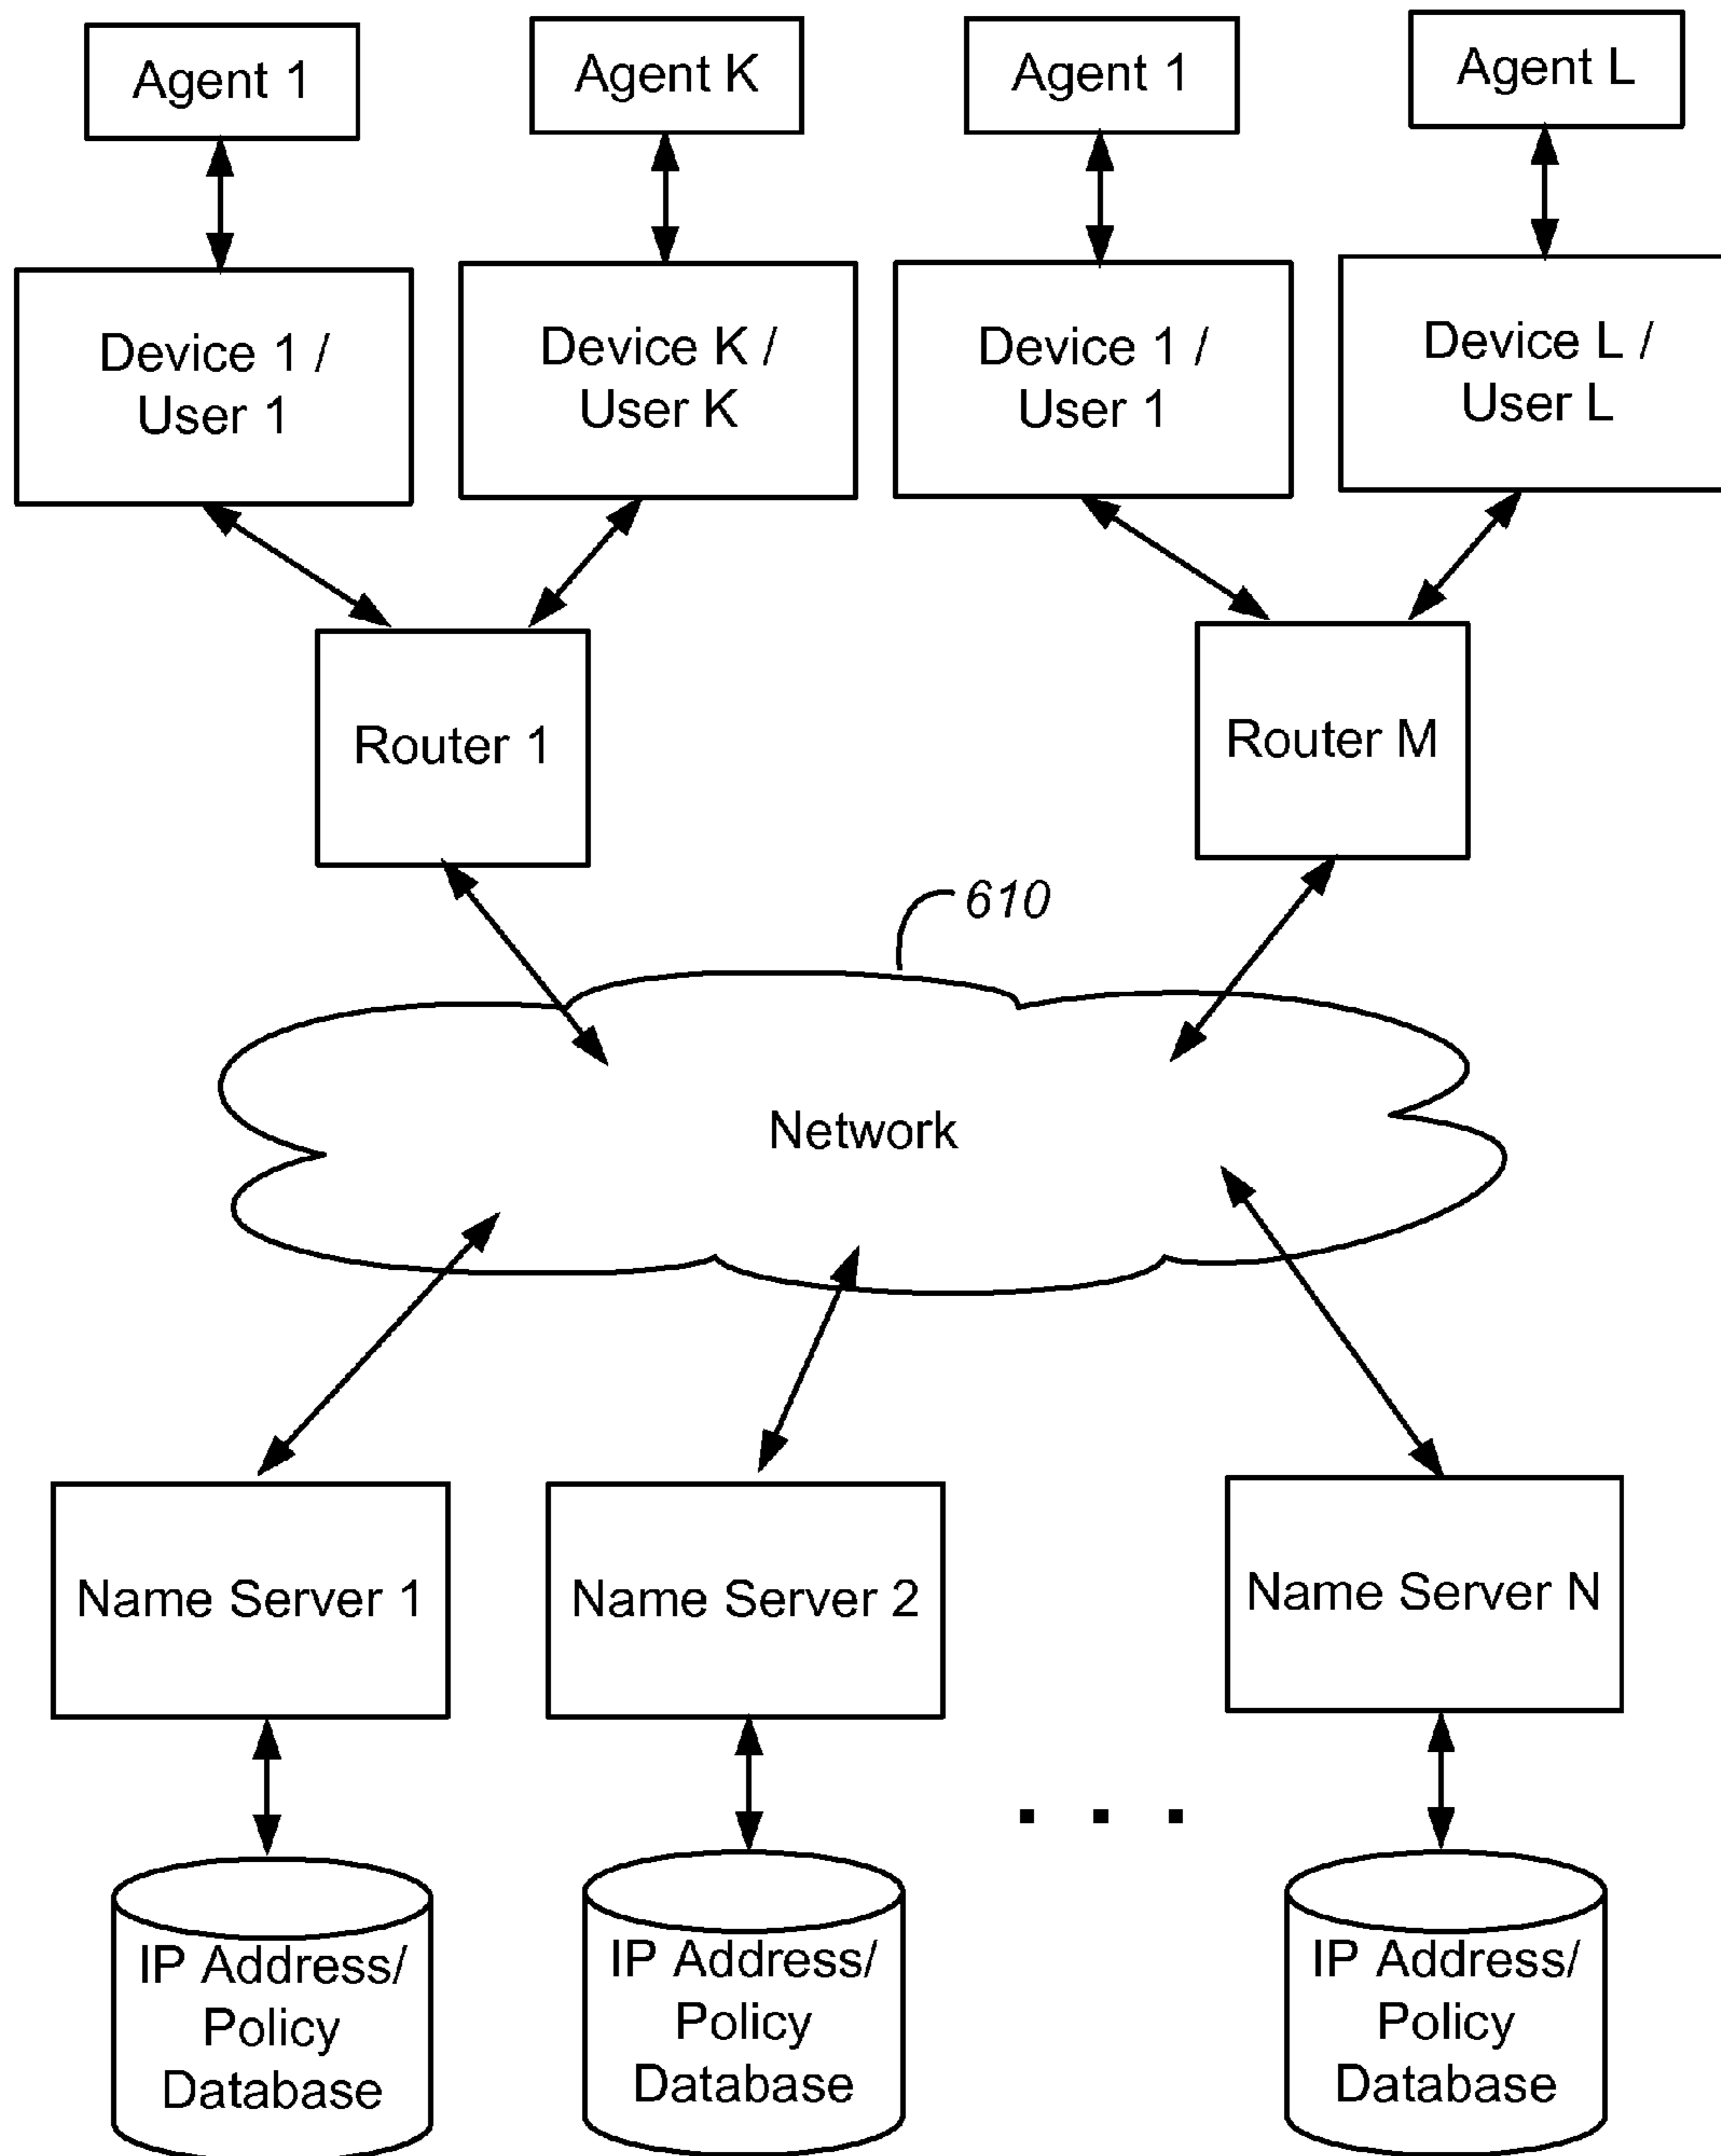 Agent 1
Agent K
Agent 1
Agent L
Device 1 /
User 1
Device K /
User K
Device 1 /
User 1
Device L /
User L
Router 1
Router M
610
Network
Name Server 1
Name Server 2
Name Server N
. . .
IP Address/
Policy
Database
IP Address/
Policy
Database
IP Address/
Policy
Database